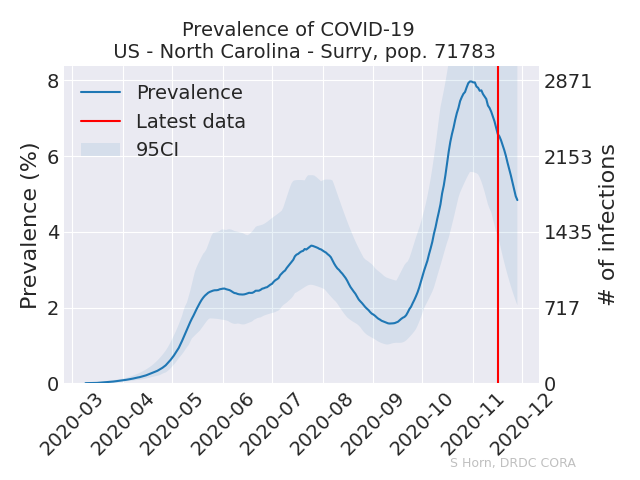 Prevalence of COVID-19
US - North Carolina - Surry, pop. 71783
Prevalence
Latest data
95CI
Prevalence (%)
8
6
4
2
0
2871
2153
1435
717
0
# of infections
2020-03
2020-04
2020-05
2020-06
2020-07
2020-08
2020-09
2020-10
2020-11
2020-12
S Horn, DRDC CORA